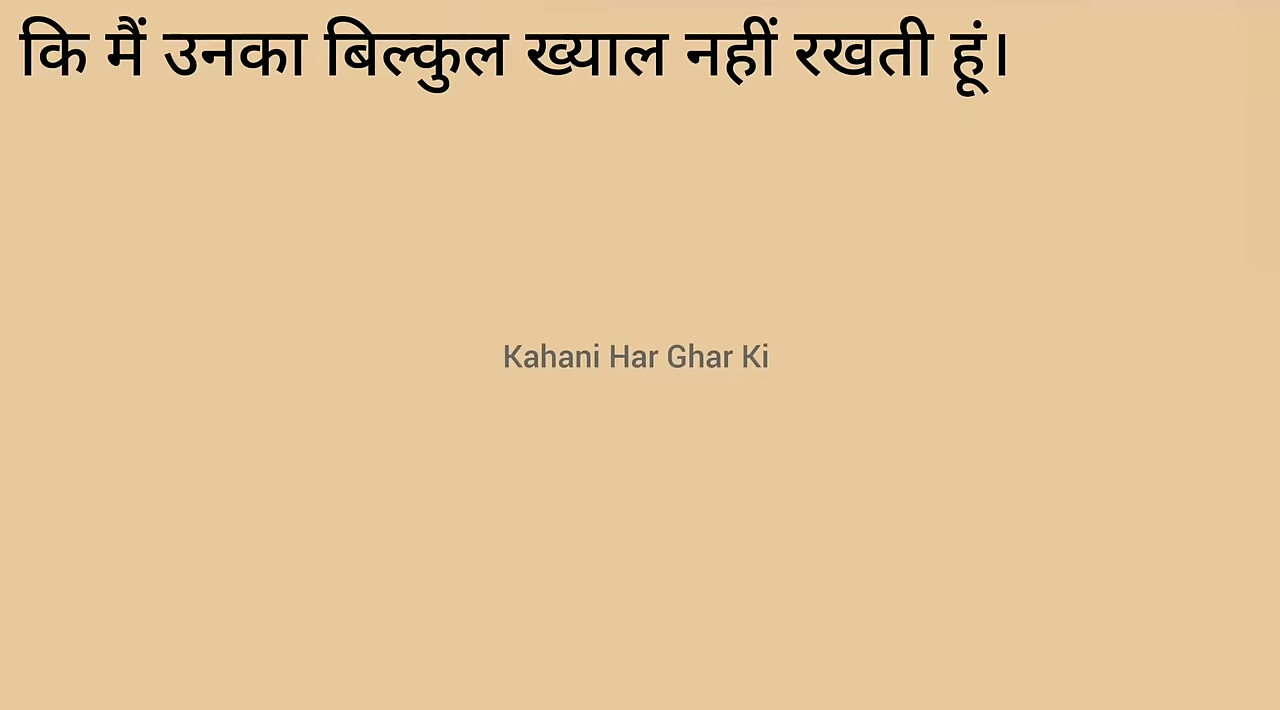 कि मैं उनका बिल्कुल ख्याल नहीं रखती हूं।
Kahani Har Ghar Ki